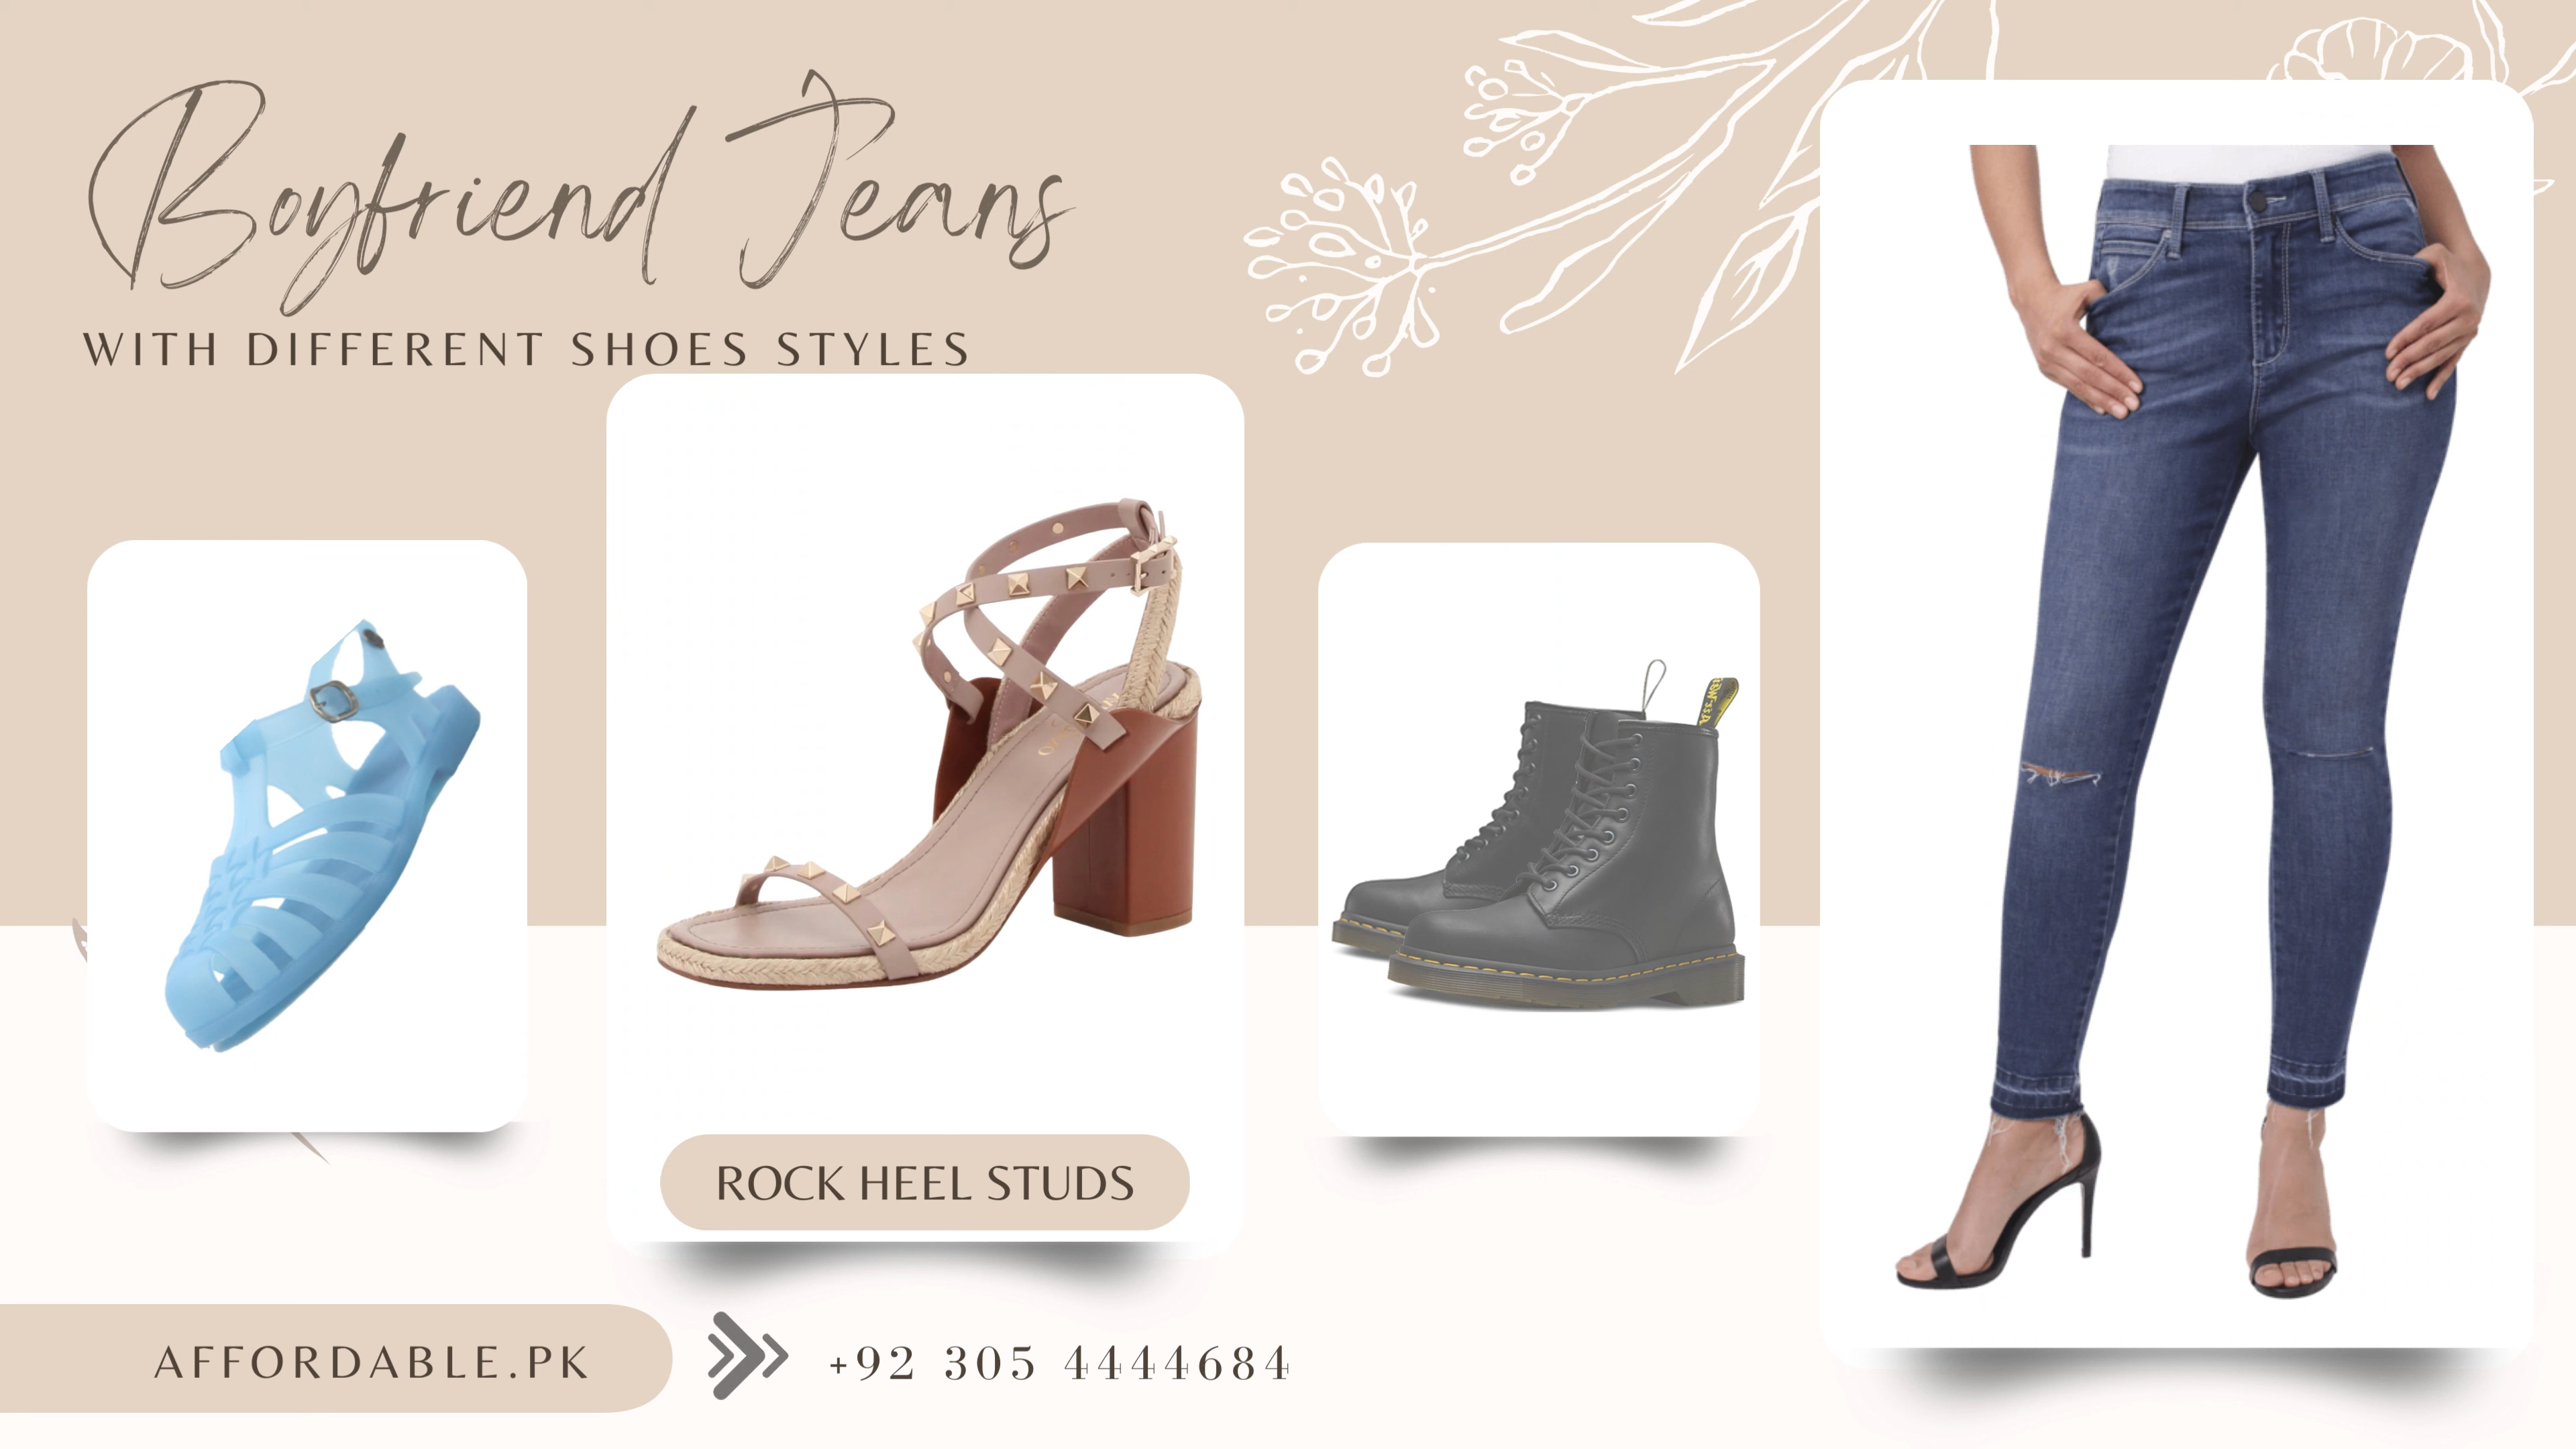 Boyfriend Jeans
WITH DIFFERENT SHOES STYLES
ROCK HEEL STUDS
AFFORDABLE.PK
+92 305 4444684